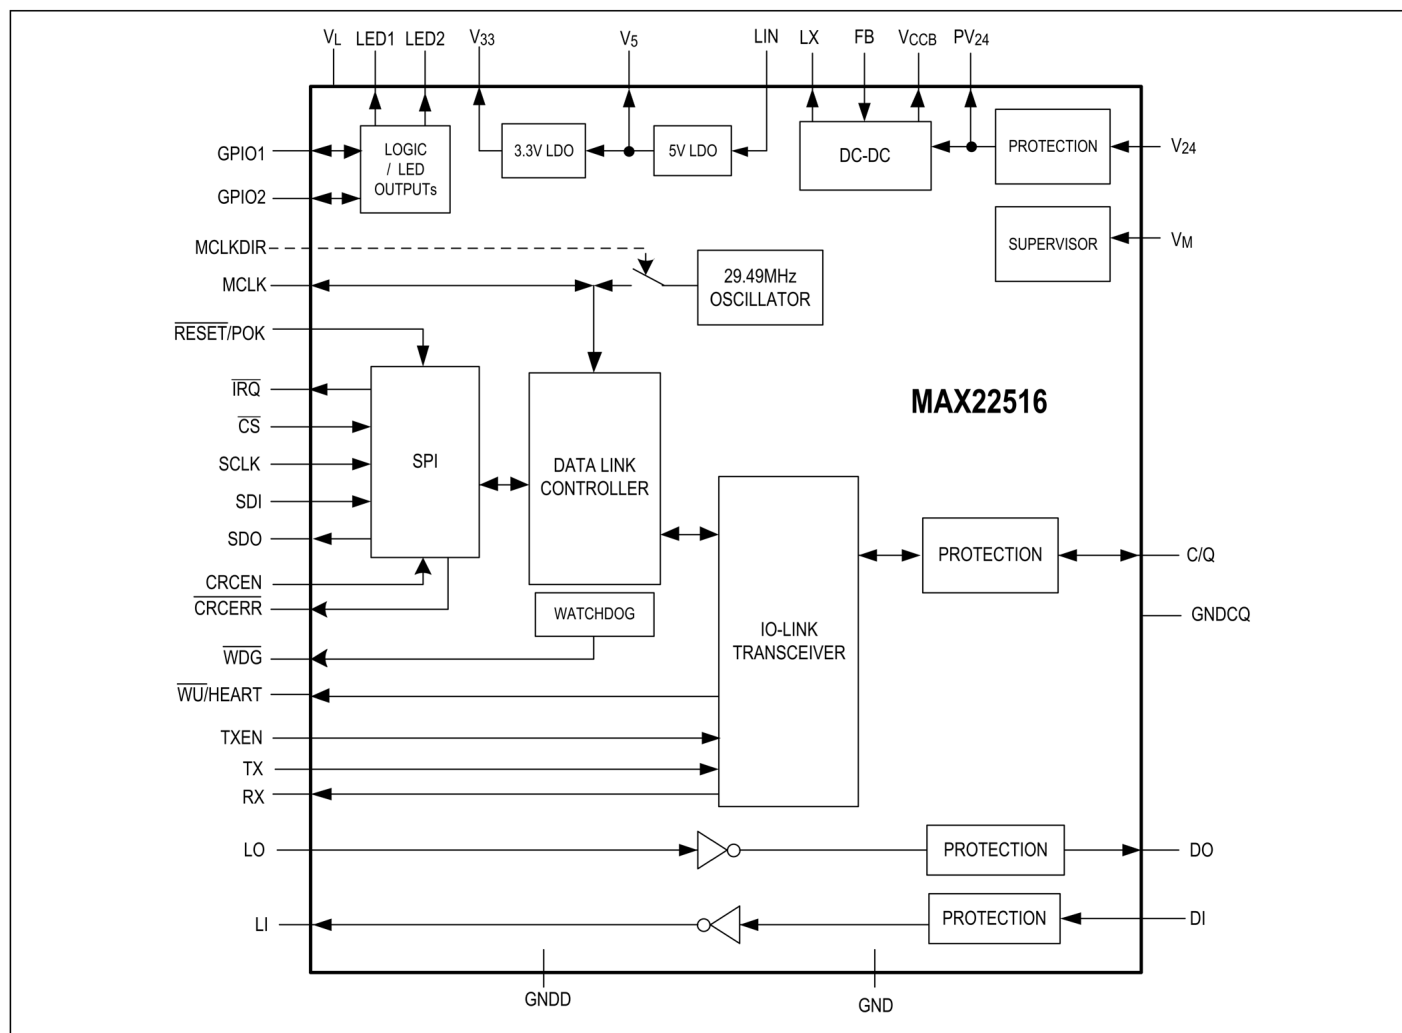 VL LED1 LED2 V33 V5 LIN LX FB VCCB PV24
GPIO1
GPIO2
LOGIC
/ LED
OUTPUTs
3.3V LDO
5V LDO
DC-DC
PROTECTION
V24
SUPERVISOR
VM
MCLKDIR
MCLK
29.49MHz
OSCILLATOR
RESET/POK
IRQ
CS
SCLK
SDI
SDO
CRCEN
CRCERR
WDG
WU/HEART
TXEN
TX
RX
LO
LI
SPI
DATA LINK
CONTROLLER
WATCHDOG
MAX22516
IO-LINK
TRANSCEIVER
PROTECTION
C/Q
GNDCQ
PROTECTION
DO
PROTECTION
DI
GNDD
GND